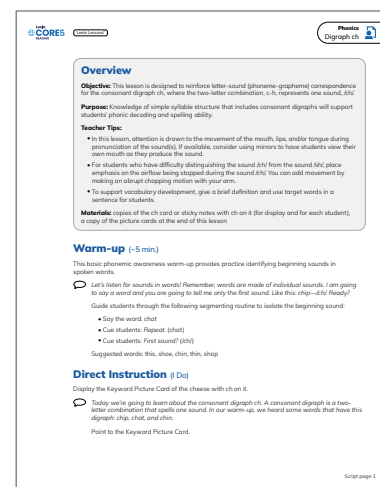 Lexia
CORE5
READING
Lexia Lessons®
Phonics
Digraph ch
Overview
Objective: This lesson is designed to reinforce letter-sound (phoneme-grapheme) correspondence
for the consonant digraph ch, where the two-letter combination, c-h, represents one sound, /ch/.
Purpose: Knowledge of simple syllable structure that includes consonant digraphs will support
students' phonic decoding and spelling ability.
Teacher Tips:
• In this lesson, attention is drawn to the movement of the mouth, lips, and/or tongue during
pronunciation of the sound(s). If available, consider using mirrors to have students view their
own mouth as they produce the sound.
• For students who have difficulty distinguishing the sound /ch/ from the sound /sh/, place
emphasis on the airflow being stopped during the sound /ch/. You can add movement by
making an abrupt chopping motion with your arm.
• To support vocabulary development, give a brief definition and use target words in a
sentence for students.
Materials: copies of the ch card or sticky notes with ch on it (for display and for each student),
a copy of the picture cards at the end of this lesson
Warm-up (~5 min.)
This basic phonemic awareness warm-up provides practice identifying beginning sounds in
spoken words.
Let's listen for sounds in words! Remember, words are made of individual sounds. I am going
to say a word and you are going to tell me only the first sound. Like this: chip—/ch/. Ready?
Guide students through the following segmenting routine to isolate the beginning sound:
• Say the word: chat
• Cue students: Repeat. (chat)
• Cue students: First sound? (/ch/)
Suggested words: this, shoe, chin, thin, shop
Direct Instruction (I Do)
Display the Keyword Picture Card of the cheese with ch on it.
Today we're going to learn about the consonant digraph ch. A consonant digraph is a two-
letter combination that spells one sound. In our warm-up, we heard some words that have this
digraph: chip, chat, and chin.
Point to the Keyword Picture Card.
Script page 1